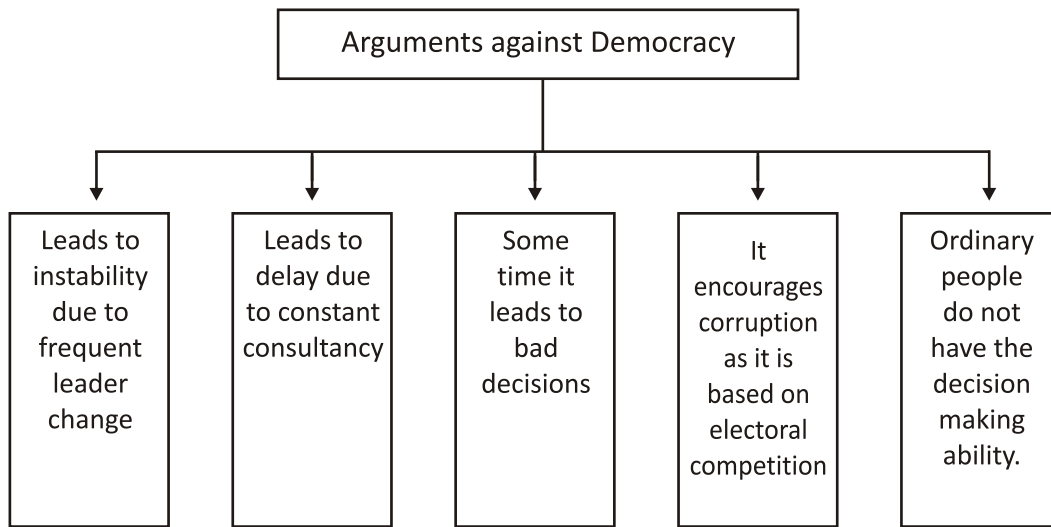 Arguments against Democracy
Leads to
instability
due to
frequent
leader
change
Leads to
delay due
to constant
consultancy
Some
time it
leads to
bad
decisions
It
encourages
corruption
as it is
based on
electoral
competition
Ordinary
people
do not
have the
decision
making
ability.